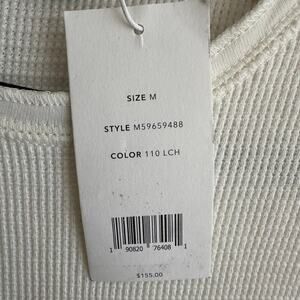 SIZE M
STYLE M59659488
COLOR 110 LCH
1 90820 76408 1
$155.00